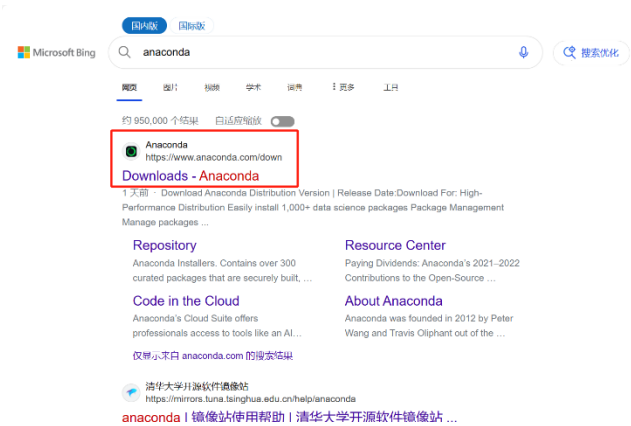 国内版 国际版
Microsoft Bing
anaconda
搜索优化
网页 图片 视频 学术 词典 更多 工具
约 950,000 个结果 自适应缩放
Anaconda
https://www.anaconda.com/down
Downloads - Anaconda
1 天前 · Download Anaconda Distribution Version | Release Date:Download For: High-
Performance Distribution Easily install 1,000+ data science packages Package Management
Manage packages ...
Repository
Anaconda Installers. Contains over 300
curated packages that are securely built, ...
Resource Center
Paying Dividends: Anaconda's 2021–2022
Contributions to the Open-Source ...
Code in the Cloud
Anaconda's Cloud Suite offers
professionals access to tools like an AI...
About Anaconda
Anaconda was founded in 2012 by Peter
Wang and Travis Oliphant out of the ...
仅显示来自 anaconda.com 的搜索结果
清华大学开源软件镜像站
https://mirrors.tuna.tsinghua.edu.cn/help/anaconda
anaconda | 镜像站使用帮助 | 清华大学开源软件镜像站 ...